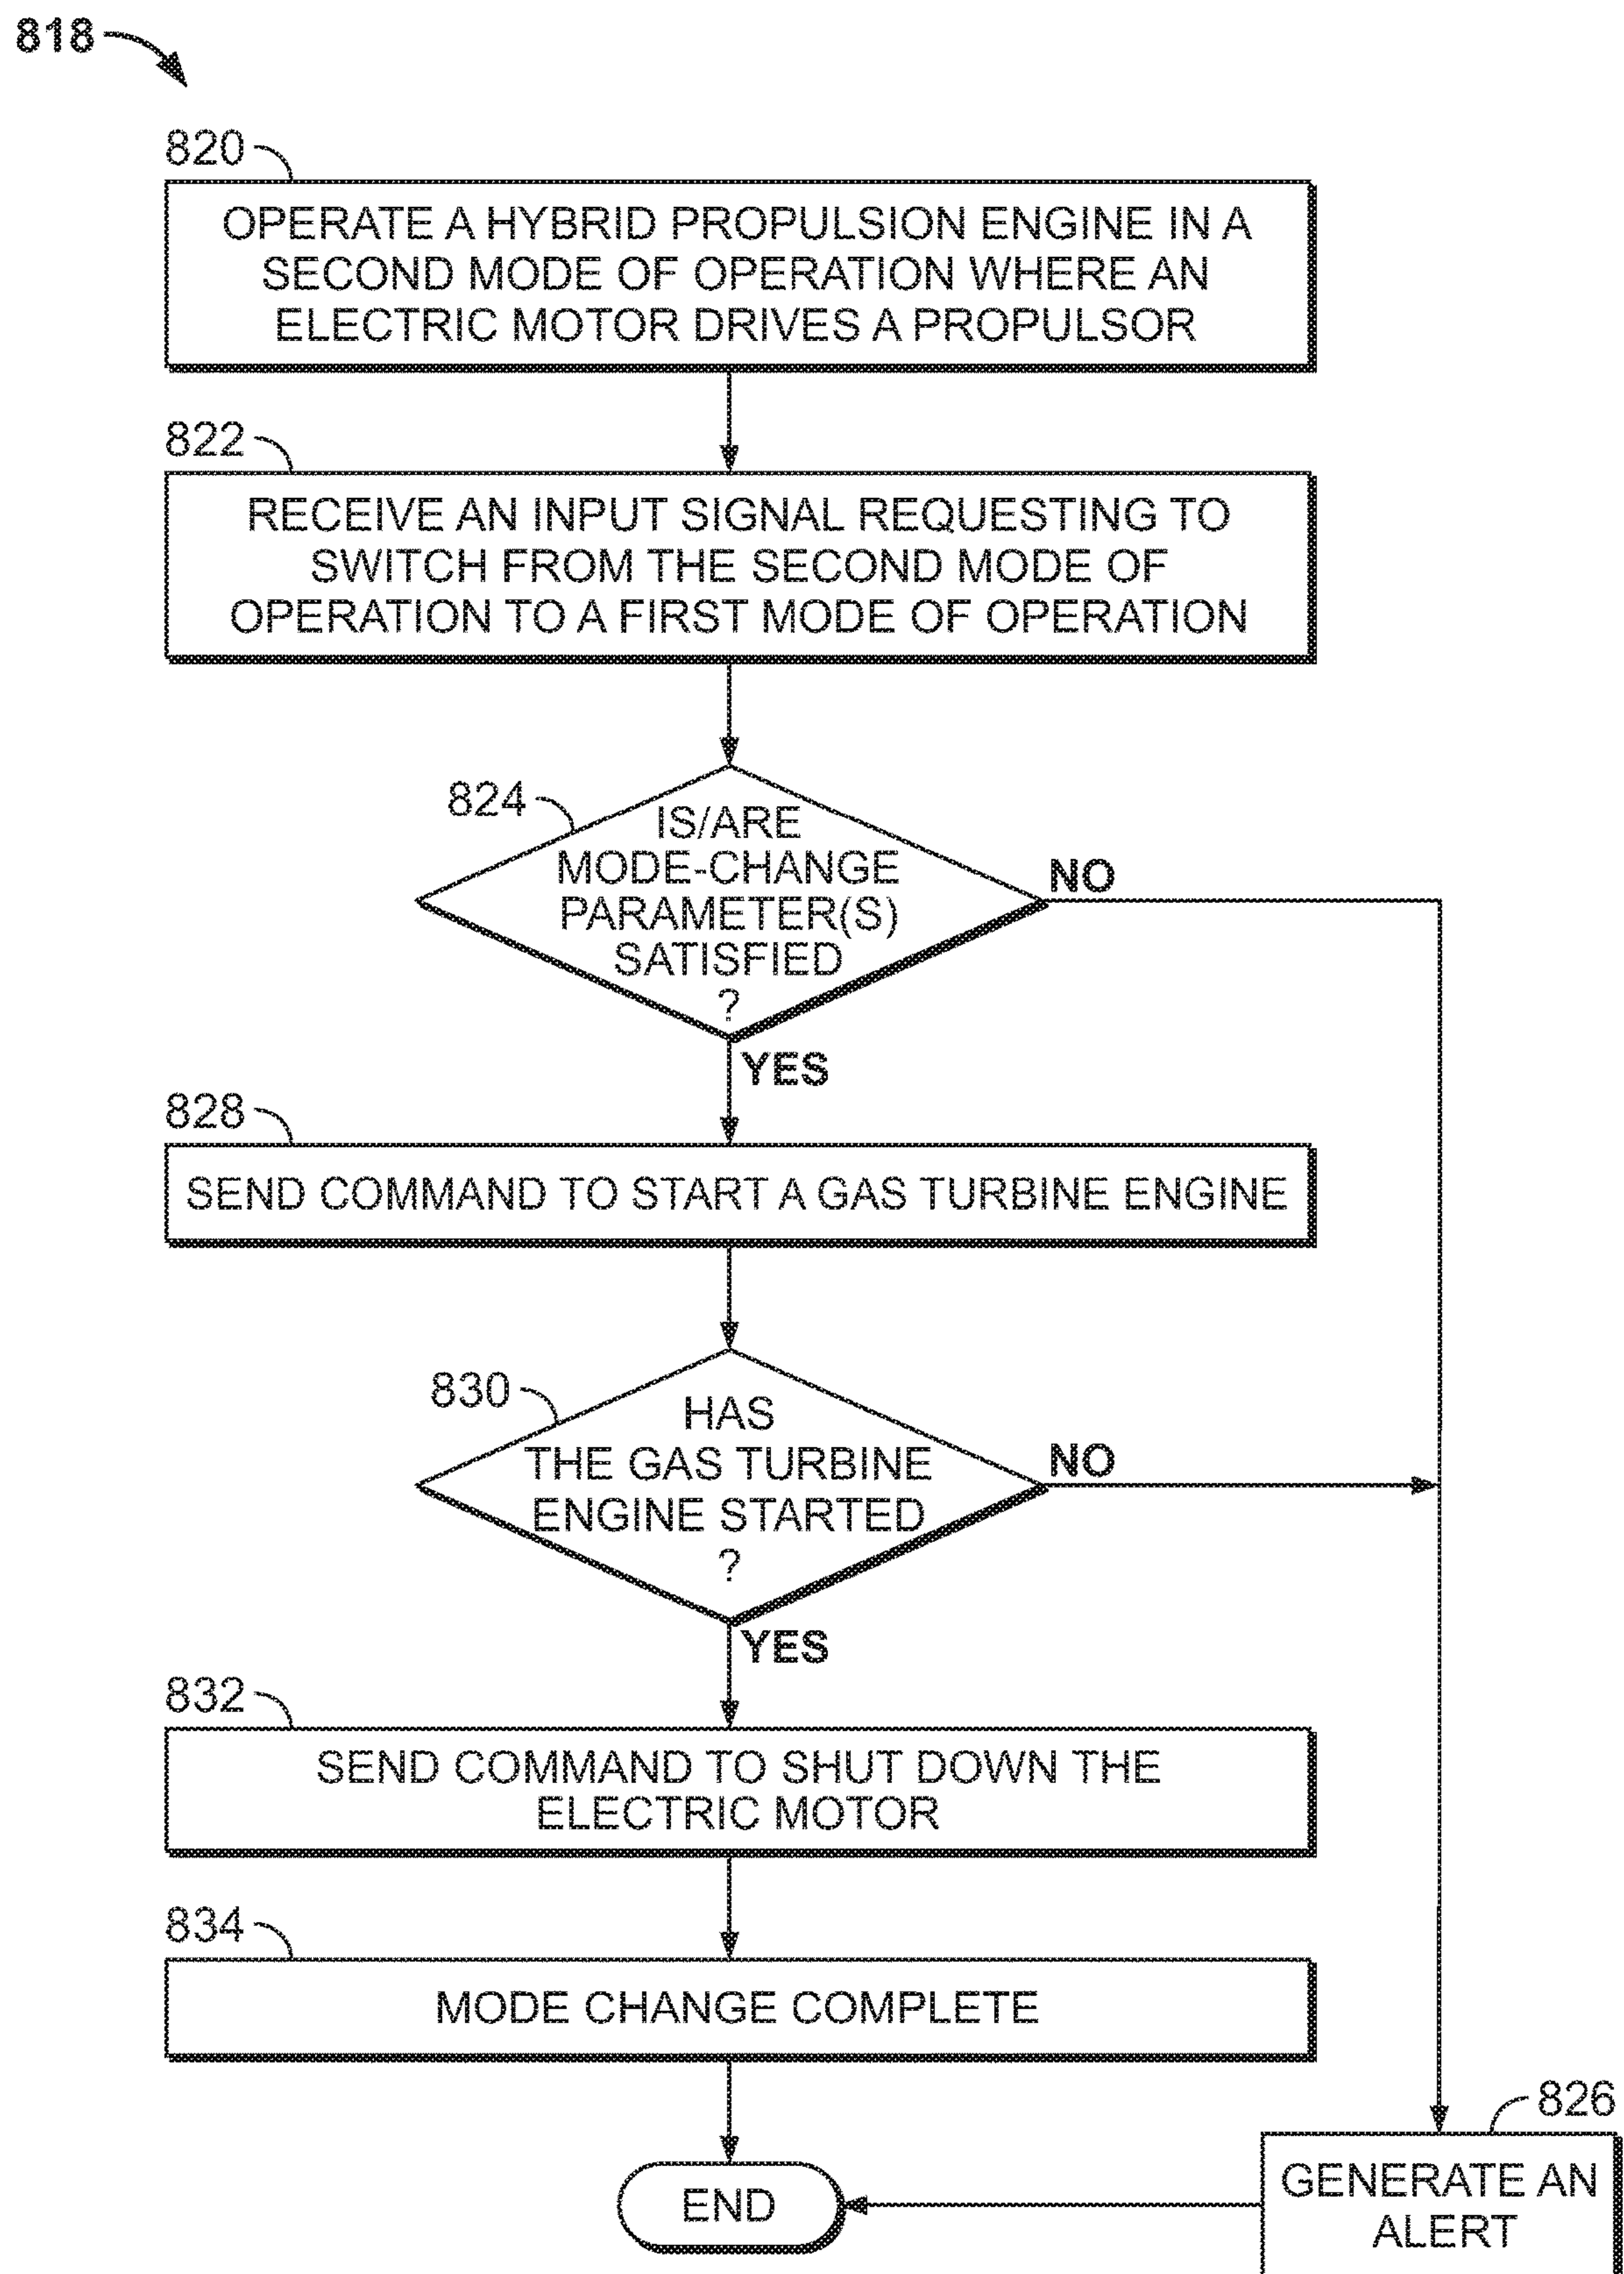 818
820
OPERATE A HYBRID PROPULSION ENGINE IN A
SECOND MODE OF OPERATION WHERE AN
ELECTRIC MOTOR DRIVES A PROPULSOR
822
RECEIVE AN INPUT SIGNAL REQUESTING TO
SWITCH FROM THE SECOND MODE OF
OPERATION TO A FIRST MODE OF OPERATION
824
IS/ARE
MODE-CHANGE
PARAMETER(S)
SATISFIED
?
NO
YES
828
SEND COMMAND TO START A GAS TURBINE ENGINE
830
HAS
THE GAS TURBINE
ENGINE STARTED
?
NO
YES
832
SEND COMMAND TO SHUT DOWN THE
ELECTRIC MOTOR
834
MODE CHANGE COMPLETE
826
GENERATE AN
ALERT
END